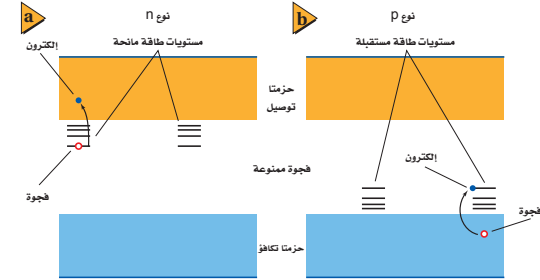 a
نوع n
مستويات طاقة مانحة
إلكترون
فجوة
b
نوع p
مستويات طاقة مستقبلة
إلكترون
فجوة
حزمتا
توصيل
فجوة ممنوعة
حزمتا تكافؤ